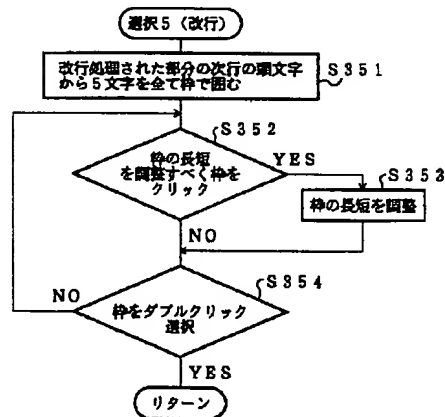 選択５（改行）
改行処理された部分の次行の頭文字
から５文字を全て枠で囲む
Ｓ３５１
Ｓ３５２
枠の長短
を調整すべく枠を
クリック
ＹＥＳ
Ｓ３５３
枠の長短を調整
ＮＯ
Ｓ３５４
ＮＯ
枠をダブルクリック
選択
ＹＥＳ
リターン